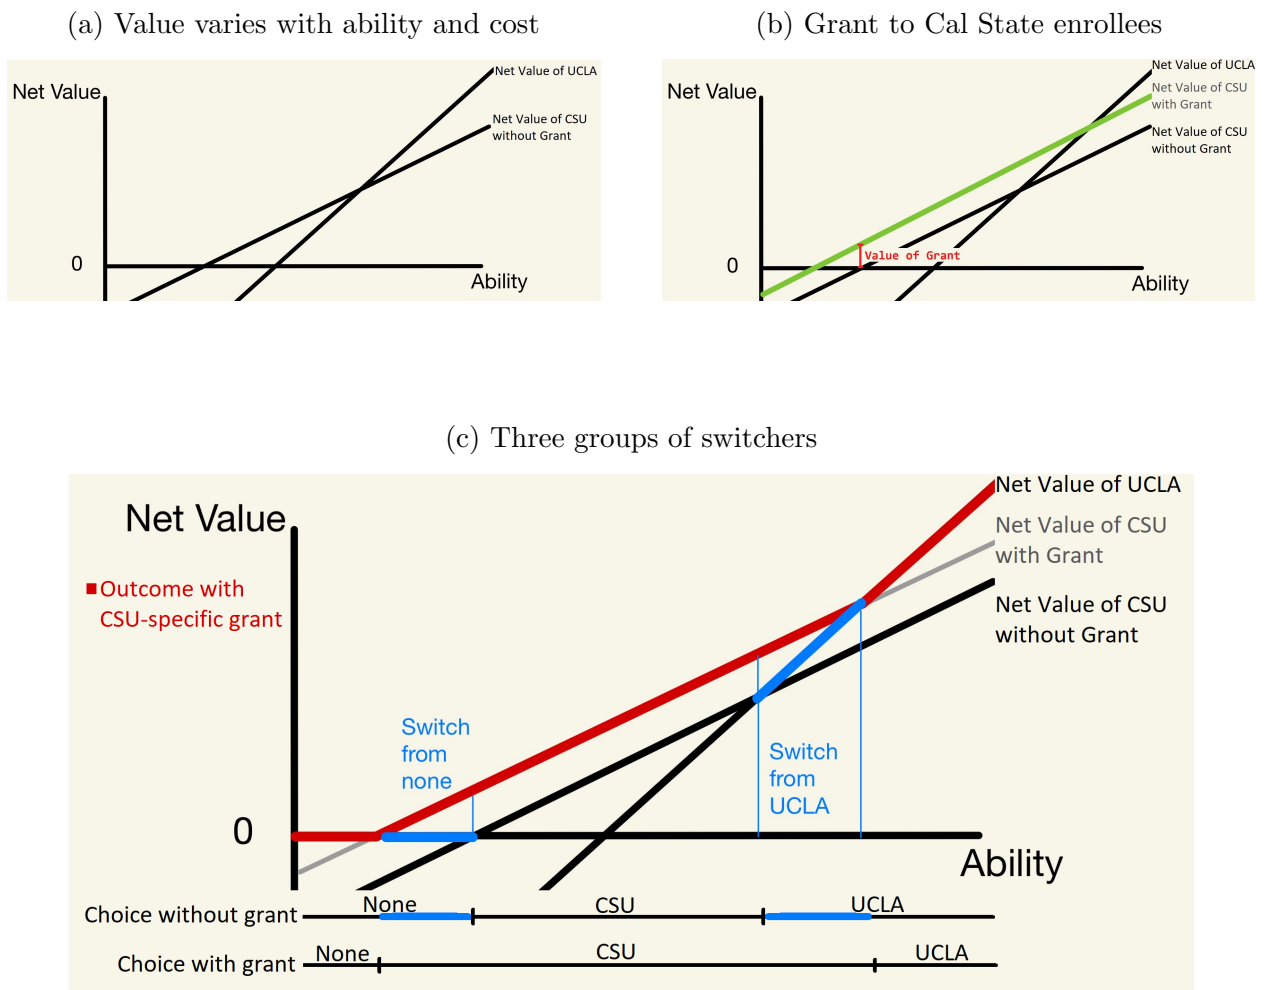 (a) Value varies with ability and cost
Net Value
Net Value of UCLA
Net Value of CSU
without Grant
0
Ability
(b) Grant to Cal State enrollees
Net Value
Net Value of UCLA
Net Value of CSU
with Grant
Net Value of CSU
without Grant
Value of Grant
0
Ability
(c) Three groups of switchers
Net Value
Net Value of UCLA
Net Value of CSU
with Grant
Net Value of CSU
without Grant
Outcome with
CSU-specific grant
Switch
from
none
Switch
from
UCLA
0
Ability
Choice without grant
None
CSU
UCLA
Choice with grant
None
CSU
UCLA